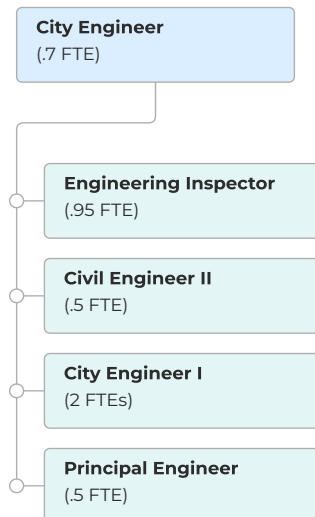 City Engineer
(.7 FTE)
Engineering Inspector
(.95 FTE)
Civil Engineer II
(.5 FTE)
City Engineer I
(2 FTEs)
Principal Engineer
(.5 FTE)